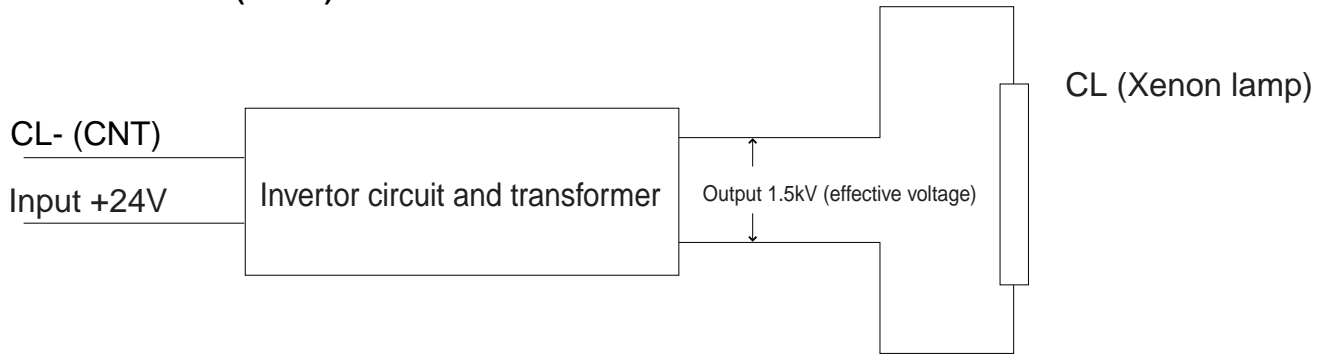 CL (Xenon lamp)
CL- (CNT)
Input +24V
Invertor circuit and transformer
Output 1.5kV (effective voltage)